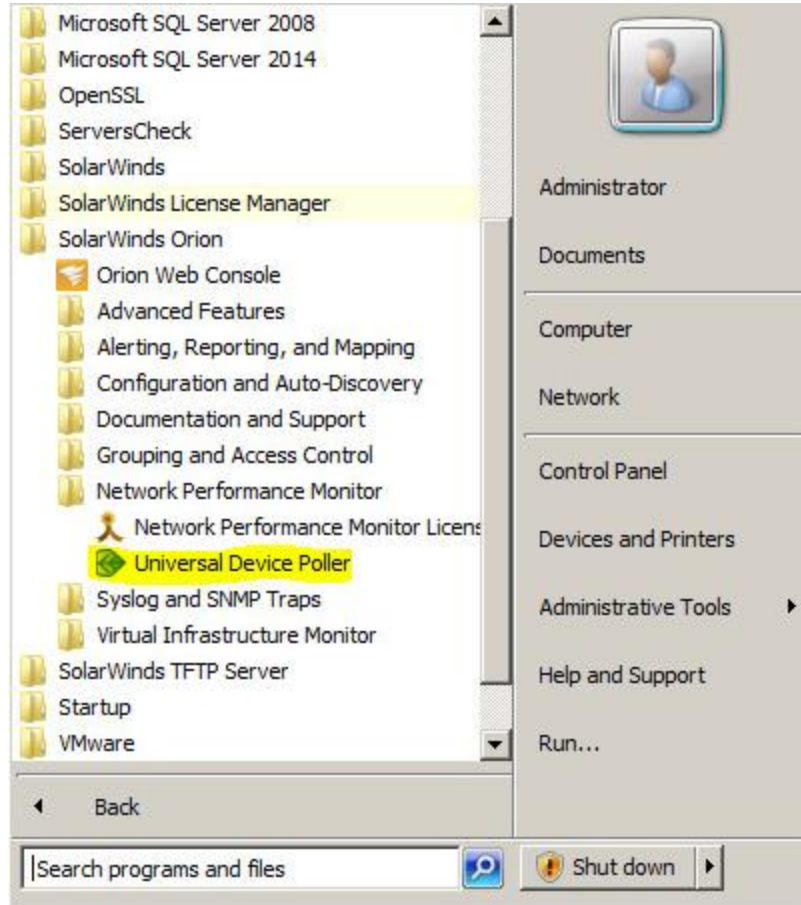 Microsoft SQL Server 2008
Microsoft SQL Server 2014
OpenSSL
ServersCheck
SolarWinds
SolarWinds License Manager
SolarWinds Orion
Orion Web Console
Advanced Features
Alerting, Reporting, and Mapping
Configuration and Auto-Discovery
Documentation and Support
Grouping and Access Control
Network Performance Monitor
Network Performance Monitor Licens
Universal Device Poller
Syslog and SNMP Traps
Virtual Infrastructure Monitor
SolarWinds TFTP Server
Startup
VMware
Back
Search programs and files
Administrator
Documents
Computer
Network
Control Panel
Devices and Printers
Administrative Tools
Help and Support
Run...
Shut down